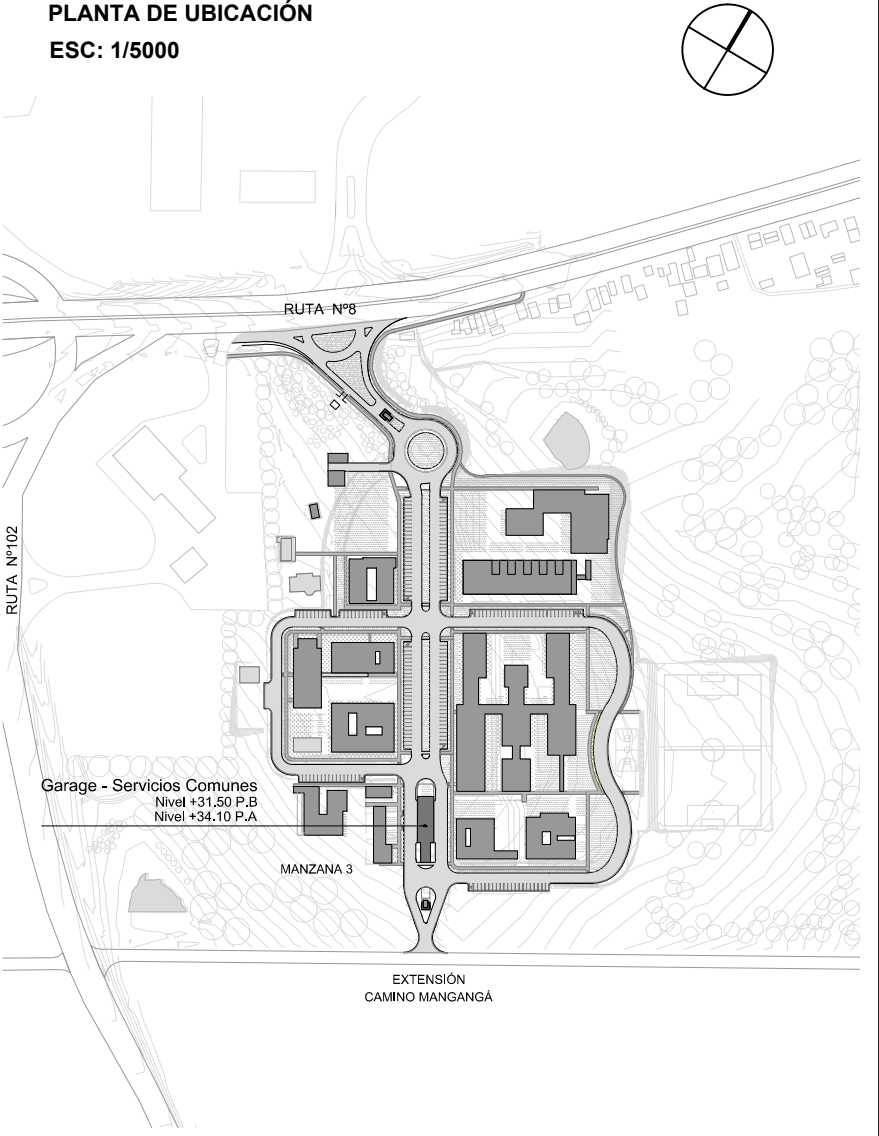 PLANTA DE UBICACIÓN
ESC: 1/5000
RUTA Nº8
RUTA Nº102
Garage - Servicios Comunes
Nivel +31.50 P.B
Nivel +34.10 P.A
MANZANA 3
EXTENSIÓN
CAMINO MANGANGÁ